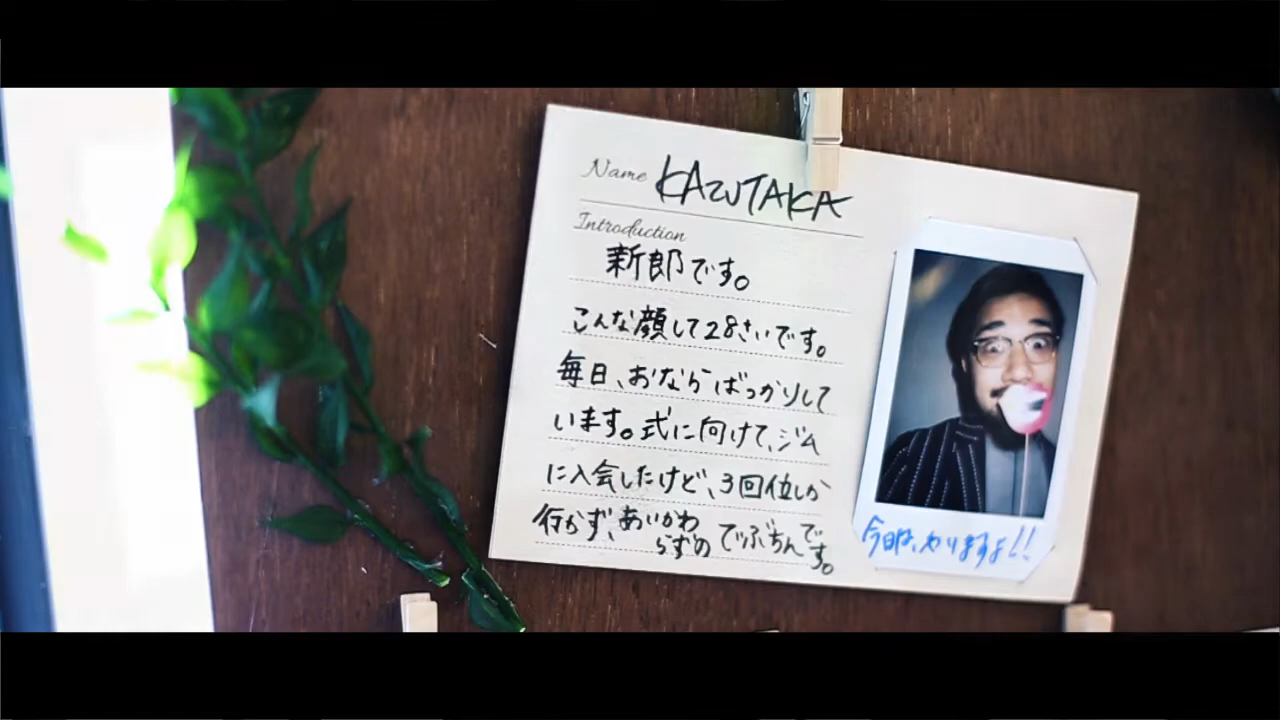 Name KAZUTAKA
Introduction
新郎です。
こんな顔して28さいです。
毎日、おならばっかりして
います。式に向けて、ジム
に入会したけど、3回位しか
行かず、あいかわらずのでぶちんです。
今日は、やりますよ!!